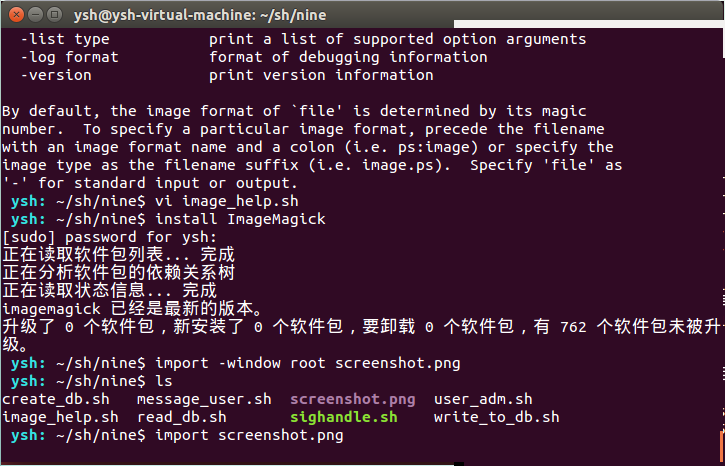 ysh@ysh-virtual-machine: ~/sh/nine
-list type           print a list of supported option arguments
-log format          format of debugging information
-version             print version information
By default, the image format of `file' is determined by its magic
number.  To specify a particular image format, precede the filename
with an image format name and a colon (i.e. ps:image) or specify the
image type as the filename suffix (i.e. image.ps).  Specify 'file' as
'-' for standard input or output.
ysh: ~/sh/nine$ vi image_help.sh
ysh: ~/sh/nine$ install ImageMagick
[sudo] password for ysh:
正在读取软件包列表... 完成
正在分析软件包的依赖关系树
正在读取状态信息... 完成
imagemagick 已经是最新的版本。
升级了 0 个软件包，新安装了 0 个软件包，要卸载 0 个软件包，有 762 个软件包未被升
级。
ysh: ~/sh/nine$ import -window root screenshot.png
ysh: ~/sh/nine$ ls
create_db.sh   message_user.sh  screenshot.png  user_adm.sh
image_help.sh  read_db.sh       sighandle.sh    write_to_db.sh
ysh: ~/sh/nine$ import screenshot.png